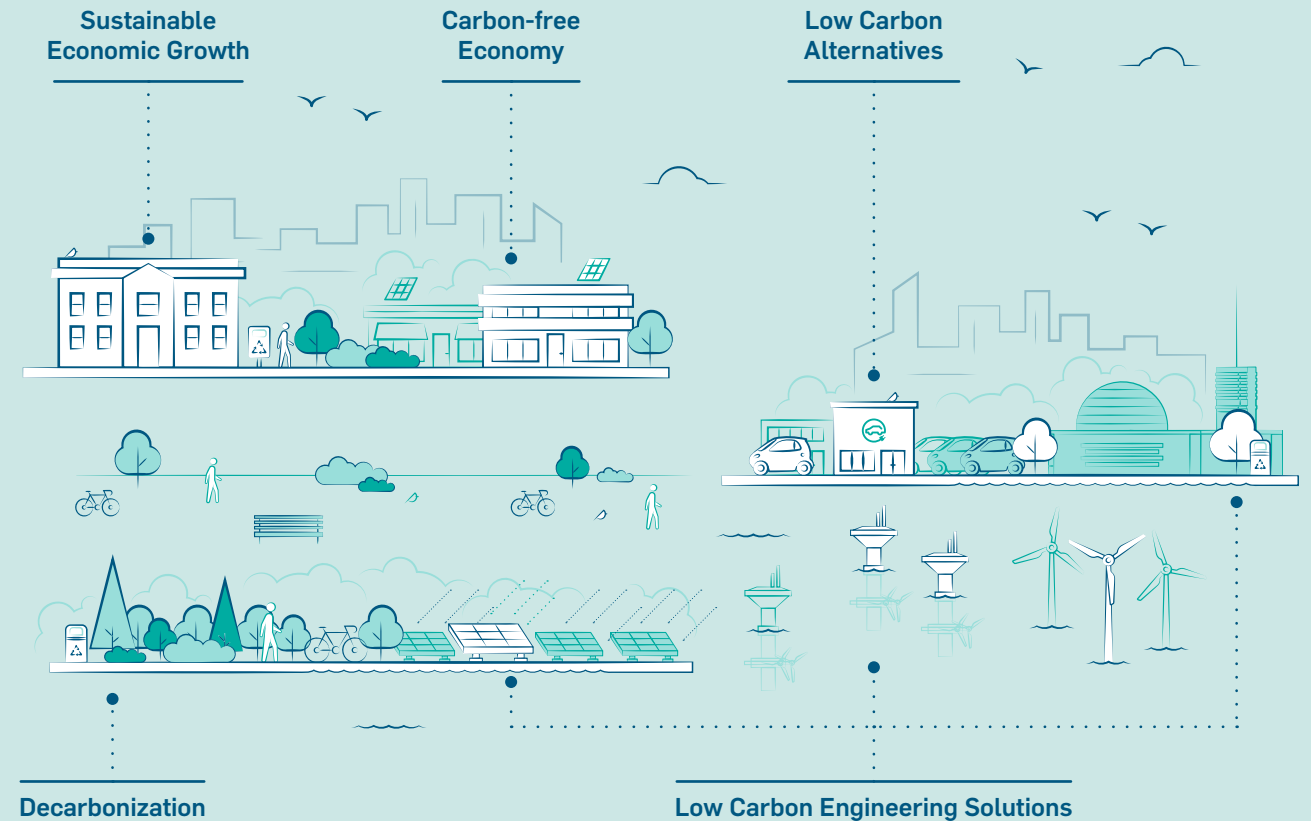 Sustainable
Economic Growth
Carbon-free
Economy
Low Carbon
Alternatives
Decarbonization
Low Carbon Engineering Solutions